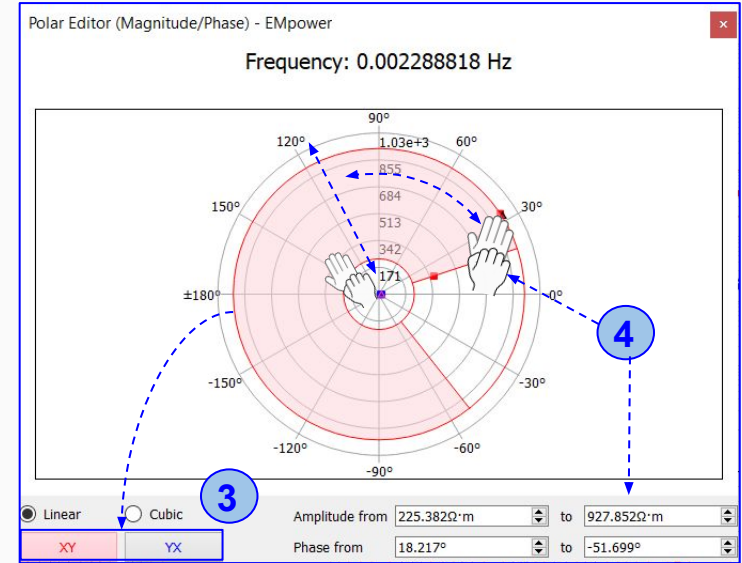 Polar Editor (Magnitude/Phase) - EMpower
×
Frequency: 0.002288818 Hz
90°
120°
1.03e+3
60°
855
684
150°
30°
513
342
171
±180°
0°
4
-150°
-30°
-120°
-60°
-90°
3
Linear
Cubic
Amplitude from
225.382Ω·m
to
927.852Ω·m
XY
YX
Phase from
18.217°
to
-51.699°